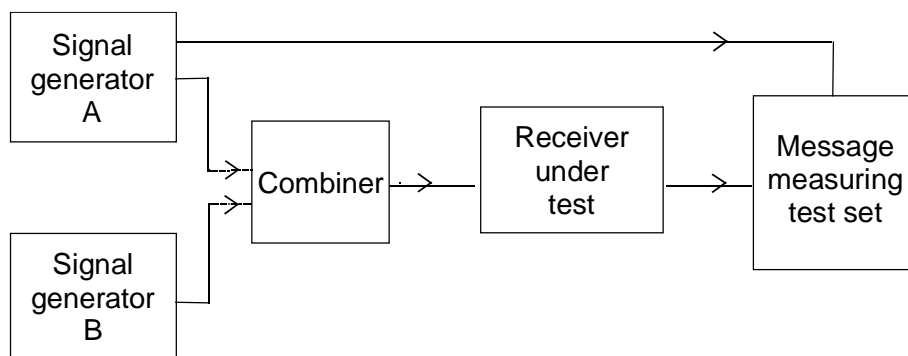 Signal
generator
A
Combiner
Receiver
under
test
Message
measuring
test set
Signal
generator
B